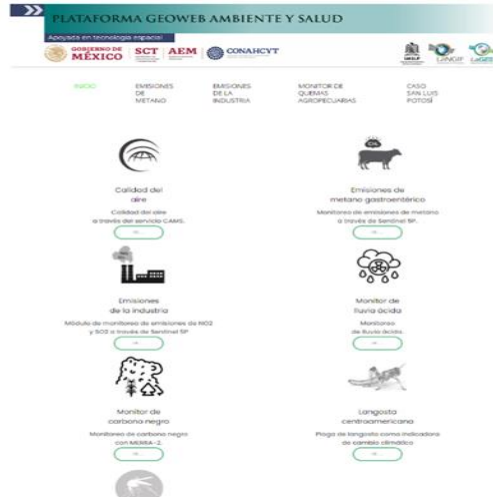 PLATAFORMA GEOWEB AMBIENTE Y SALUD
Apoyada en tecnología espacial
GOBIERNO DE MÉXICO SCT AEM CONAHCYT
UASLP LANGIF LaGES
INICIO
EMISIONES DE METANO
EMISIONES DE LA INDUSTRIA
MONITOR DE QUEMAS AGROPECUARIAS
CASO SAN LUIS POTOSÍ
Calidad del
aire
Calidad del aire
a través del servicio CAMS.
Emisiones de
metano gastroentérico
Monitoreo de emisiones de metano
a través de Sentinel 5P.
Emisiones
de la industria
Módulo de monitoreo de emisiones de NO2
y SO2 a través de Sentinel 5P
Monitor de
lluvia ácida
Monitoreo
de lluvia ácida.
Monitor de
carbono negro
Monitoreo de carbono negro
con MERRA-2.
Langosta
centroamericana
Plaga de langosta como indicadora
de cambio climático